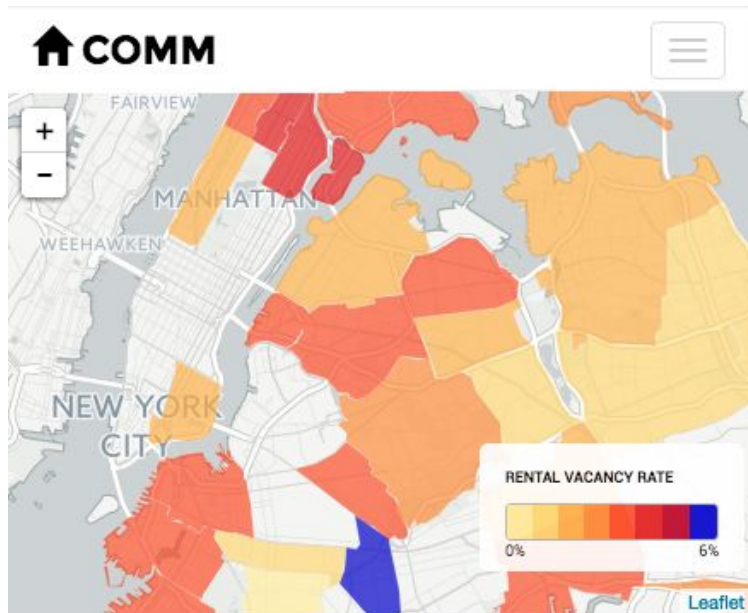 COMM
FAIRVIEW
+
−
MANHATTAN
WEEHAWKEN
NEW YORK
CITY
RENTAL VACANCY RATE
0% 6%
Leaflet